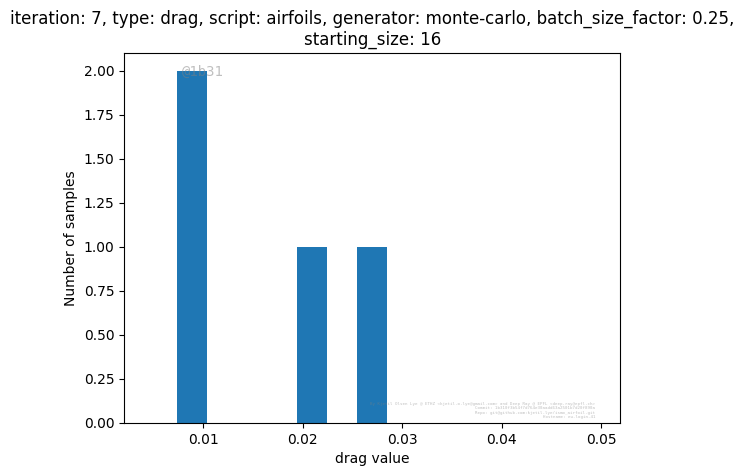 iteration: 7, type: drag, script: airfoils, generator: monte-carlo, batch_size_factor: 0.25,
starting_size: 16
@1b31
2.00
1.75
1.50
1.25
1.00
0.75
0.50
0.25
0.00
Number of samples
0.01
0.02
0.03
0.04
0.05
drag value